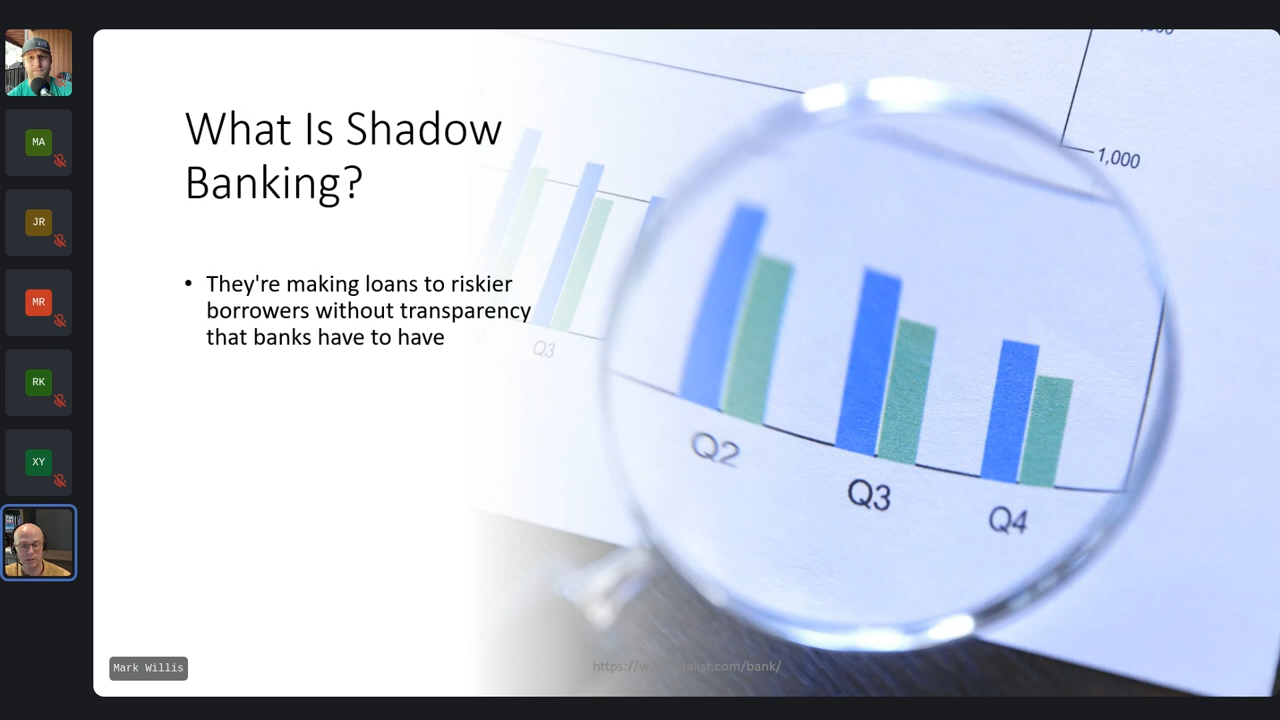 MA
JR
MR
RK
XY
What Is Shadow
Banking?
• They're making loans to riskier
borrowers without transparency
that banks have to have
1,000
Q3
Q2
Q3
Q4
Mark Willis